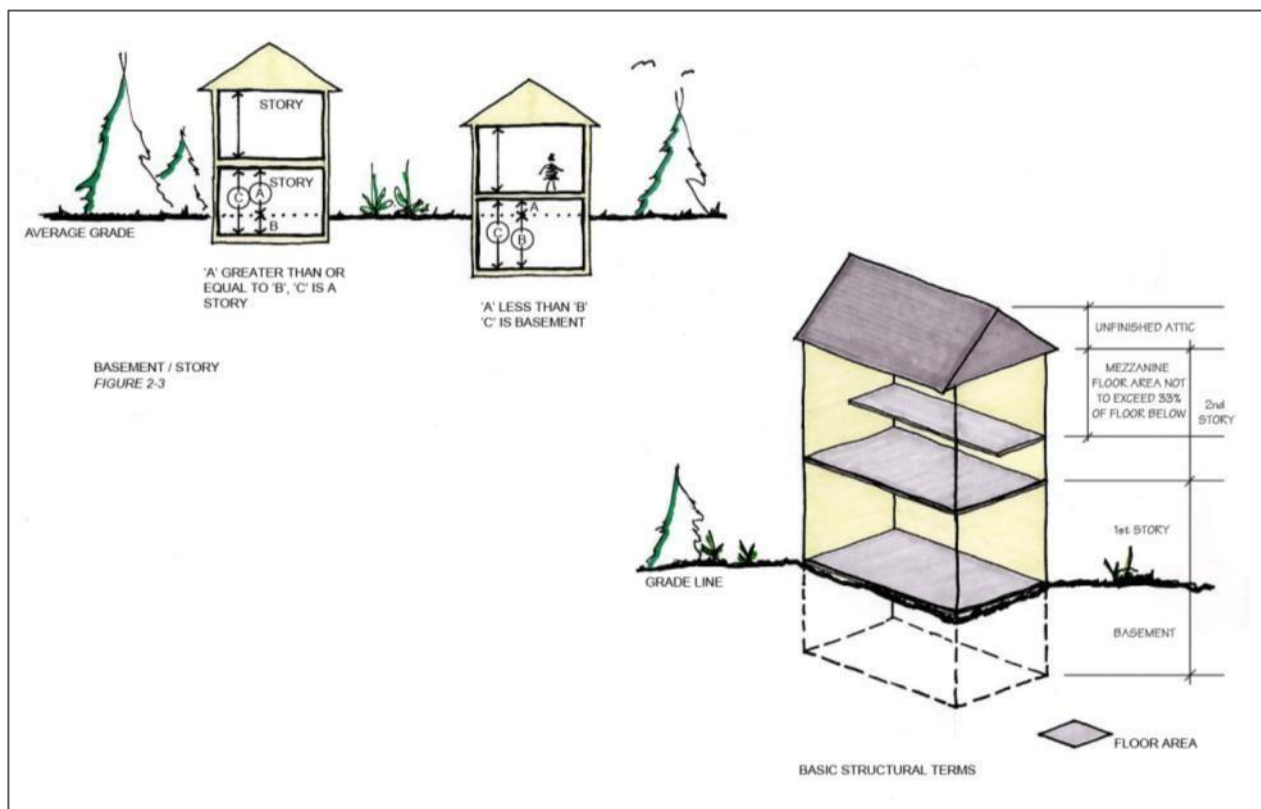 STORY
STORY
C
A
B
AVERAGE GRADE
'A' GREATER THAN OR
EQUAL TO 'B', 'C' IS A
STORY
A
C
B
'A' LESS THAN 'B'
'C' IS BASEMENT
BASEMENT / STORY
FIGURE 2-3
UNFINISHED ATTIC
MEZZANINE
FLOOR AREA NOT
TO EXCEED 33%
OF FLOOR BELOW
2nd
STORY
1st STORY
GRADE LINE
BASEMENT
FLOOR AREA
BASIC STRUCTURAL TERMS